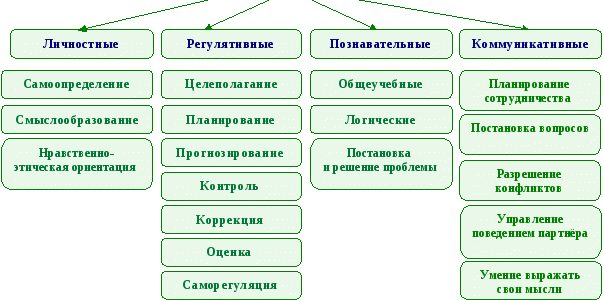 Личностные
Самоопределение
Смыслообразование
Нравственно-
этическая ориентация
Регулятивные
Целеполагание
Планирование
Прогнозирование
Контроль
Коррекция
Оценка
Саморегуляция
Познавательные
Общеучебные
Логические
Постановка
и решение проблемы
Коммуникативные
Планирование
сотрудничества
Постановка вопросов
Разрешение
конфликтов
Управление
поведением партнёра
Умение выражать
свои мысли